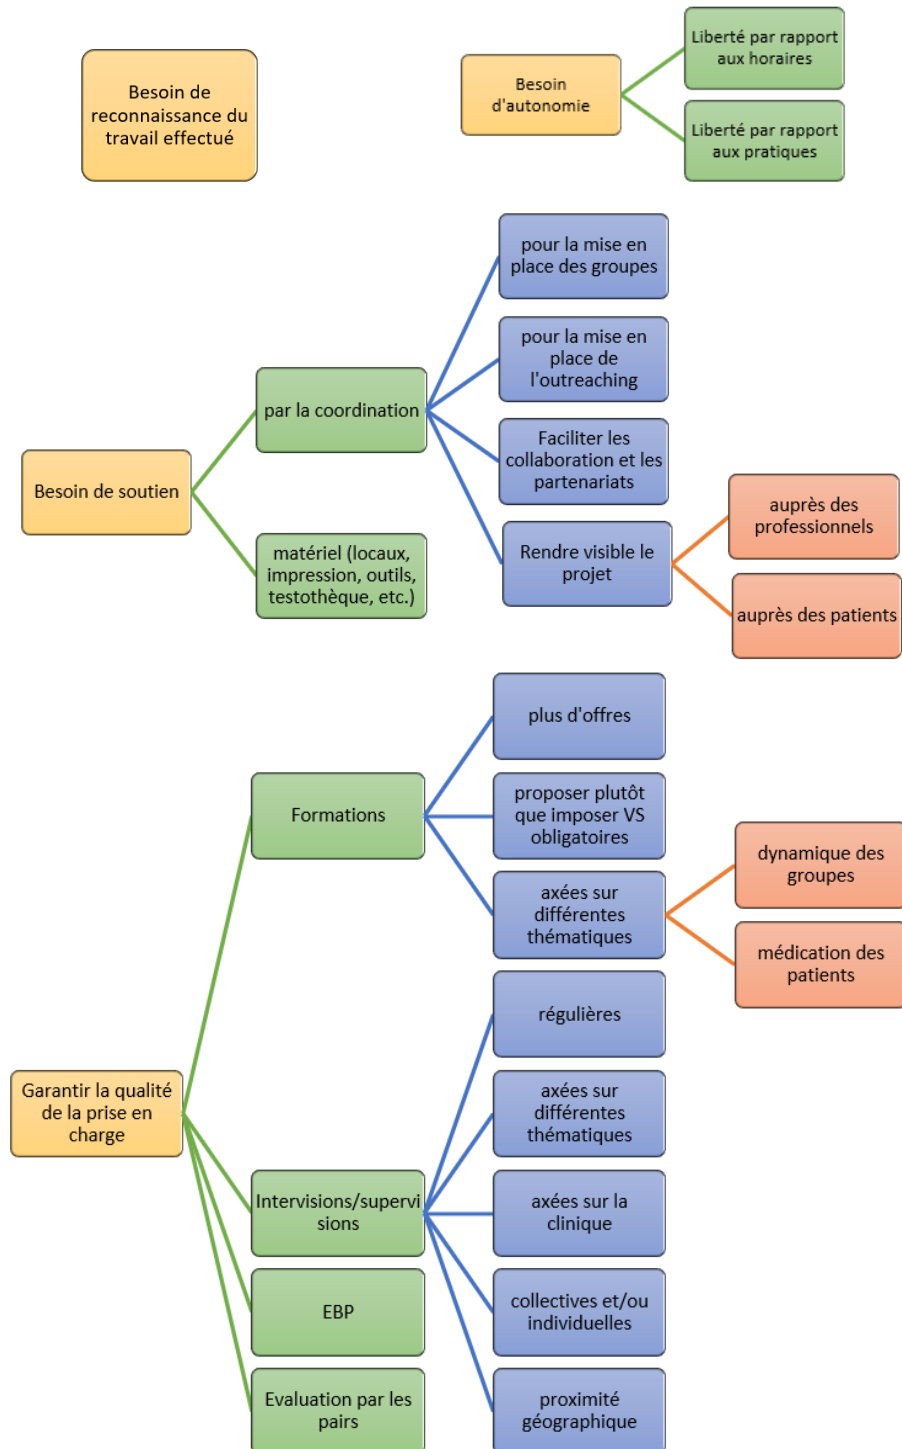 Besoin de
reconnaissance du
travail effectué
Besoin
d'autonomie
Liberté par rapport
aux horaires
Liberté par rapport
aux pratiques
Besoin de soutien
par la coordination
pour la mise en
place des groupes
pour la mise en
place de
l'outreaching
Faciliter les
collaboration et les
partenariats
Rendre visible le
projet
auprès des
professionnels
auprès des patients
matériel (locaux,
impression, outils,
testothèque, etc.)
Garantir la qualité
de la prise en
charge
Formations
plus d'offres
proposer plutôt
que imposer VS
obligatoires
axées sur
différentes
thématiques
dynamique des
groupes
médication des
patients
Intervisions/supervi
sions
régulières
axées sur
différentes
thématiques
axées sur la
clinique
collectives et/ou
individuelles
proximité
géographique
EBP
Evaluation par les
pairs